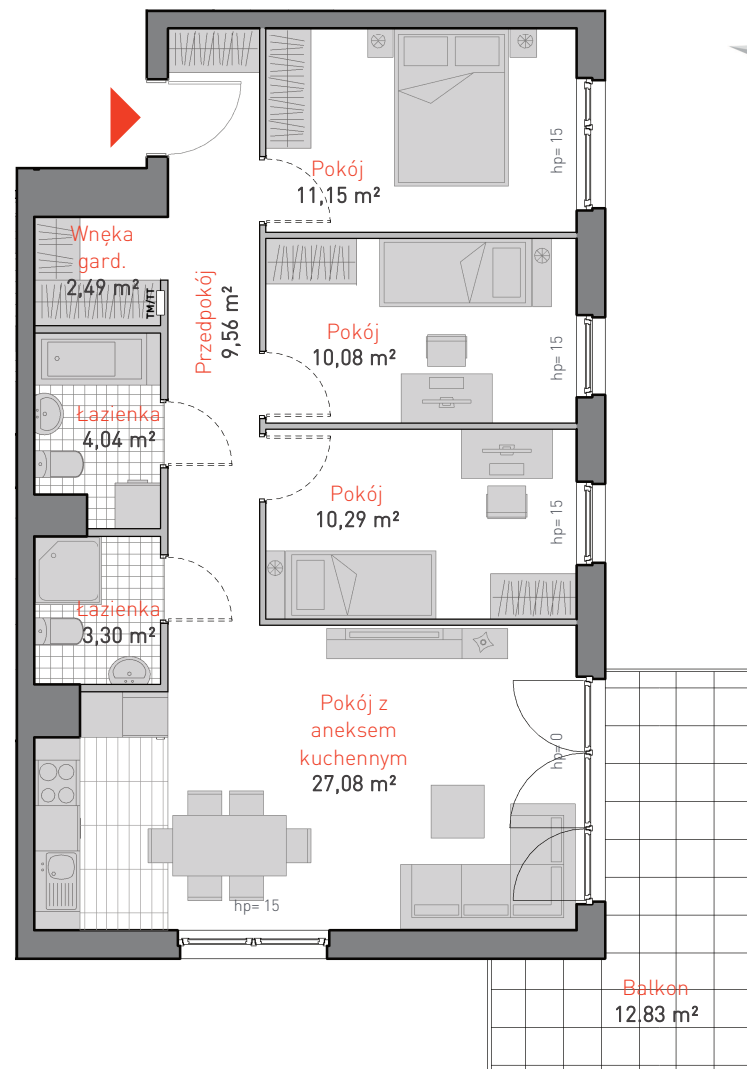 Pokój
11,15 m²
hp= 15
Wnęka
gard.
2,49 m²
TM/TT
Przedpokój
9,56 m²
Pokój
10,08 m²
hp= 15
Łazienka
4,04 m²
Pokój
10,29 m²
hp= 15
Łazienka
3,30 m²
Pokój z
aneksem
kuchennym
27,08 m²
hp= 0
hp= 15
Balkon
12.83 m²